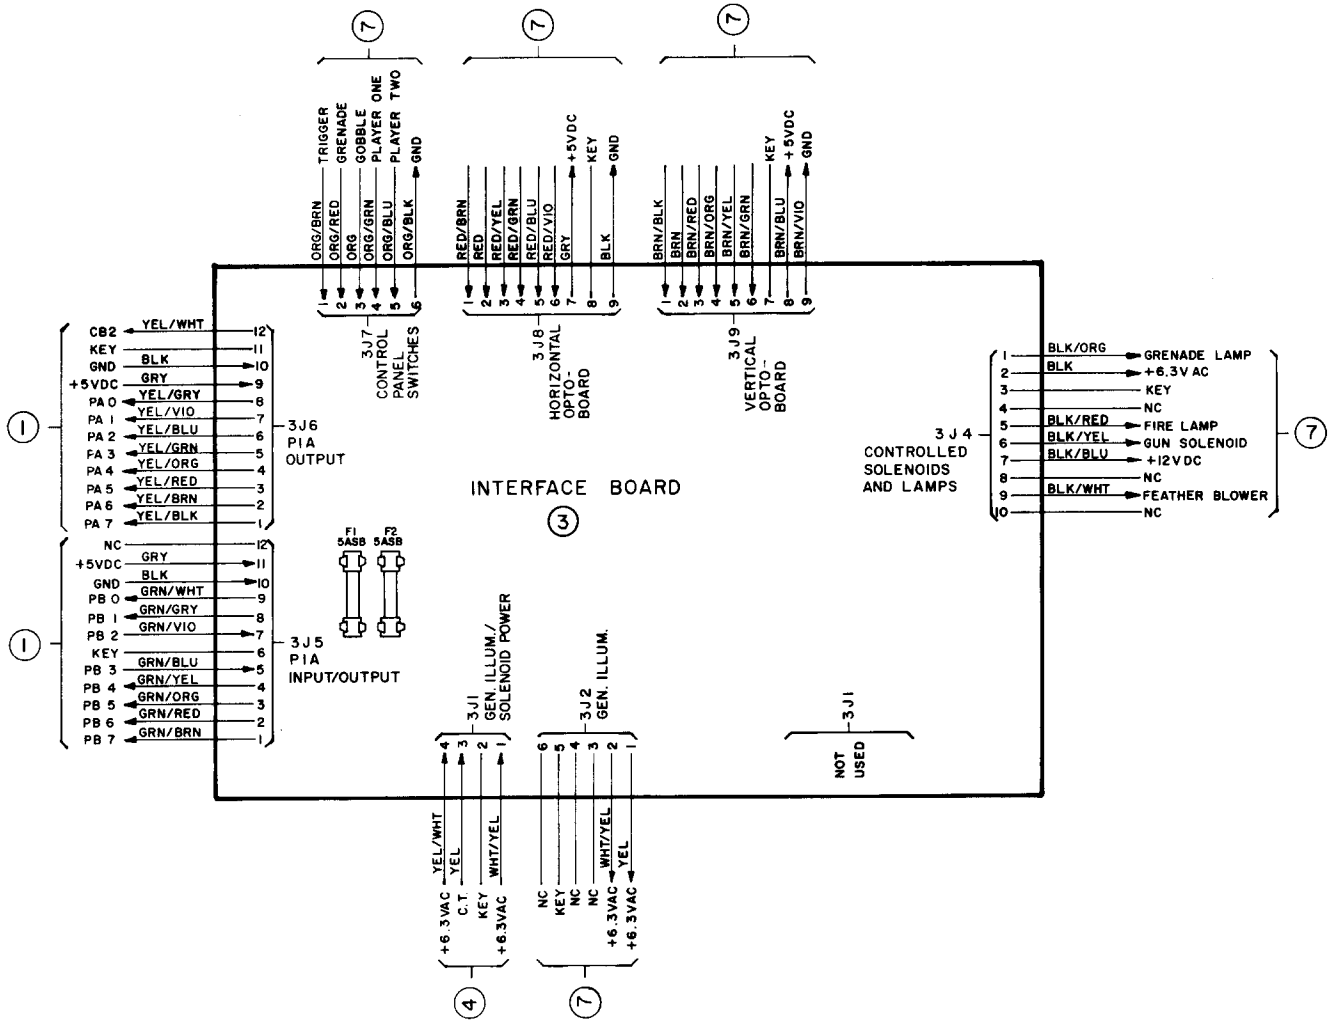 7
7
7
TRIGGER
GRENADE
GOBBLE
PLAYER ONE
PLAYER TWO
GND
ORG/BRN
ORG/RED
ORG
ORG/GRN
ORG/BLU
ORG/BLK
1
2
3
4
5
6
3J7
CONTROL
PANEL
SWITCHES
+5VDC
KEY
GND
RED/BRN
RED
RED/YEL
RED/GRN
RED/BLU
RED/VIO
GRY
BLK
1
2
3
4
5
6
7
8
9
3J8
HORIZONTAL
OPTO-
BOARD
KEY
+5VDC
GND
BRN/BLK
BRN
BRN/RED
BRN/ORG
BRN/YEL
BRN/GRN
BRN/BLU
BRN/VIO
1
2
3
4
5
6
7
8
9
3J9
VERTICAL
OPTO-
BOARD
1
CB2 YEL/WHT 12
KEY 11
GND BLK 10
+5VDC GRY 9
PA0 YEL/GRY 8
PA 1 YEL/VIO 7
PA 2 YEL/BLU 6
FA 3 YEL/GRN 5
PA4 YEL/ORG 4
PA5 YEL/RED 3
PA6 YEL/BRN 2
PA7 YEL/BLK 1
3J6
PIA
OUTPUT
1
NC 12
+5VDC GRY 11
GND BLK 10
PB 0 GRN/WHT 9
PB 1 GRN/GRY 8
PB 2 GRN/VIO 7
KEY 6
PB 3 GRN/BLU 5
PB 4 GRN/YEL 4
PB 5 GRN/ORG 3
PB 6 GRN/RED 2
PB 7 GRN/BRN 1
3J5
PIA
INPUT/OUTPUT
INTERFACE BOARD
3
F1
5ASB
F2
5ASB
3J4
CONTROLLED
SOLENOIDS
AND LAMPS
1 BLK/ORG GRENADE LAMP
2 BLK +6.3VAC
3 KEY
4 NC
5 BLK/RED FIRE LAMP
6 BLK/YEL GUN SOLENOID
7 BLK/BLU +12VDC
8 NC
9 BLK/WHT FEATHER BLOWER
10 NC
7
3J1
GEN. ILLUM./
SOLENOID POWER
4
3
2
1
YEL/WHT
YEL
WHT/YEL
+6.3VAC
C.T.
KEY
+6.3VAC
4
3J2
GEN. ILLUM.
6
5
4
3
2
1
WHT/YEL
YEL
NC
KEY
NC
NC
+6.3VAC
+6.3VAC
7
3J1
NOT
USED